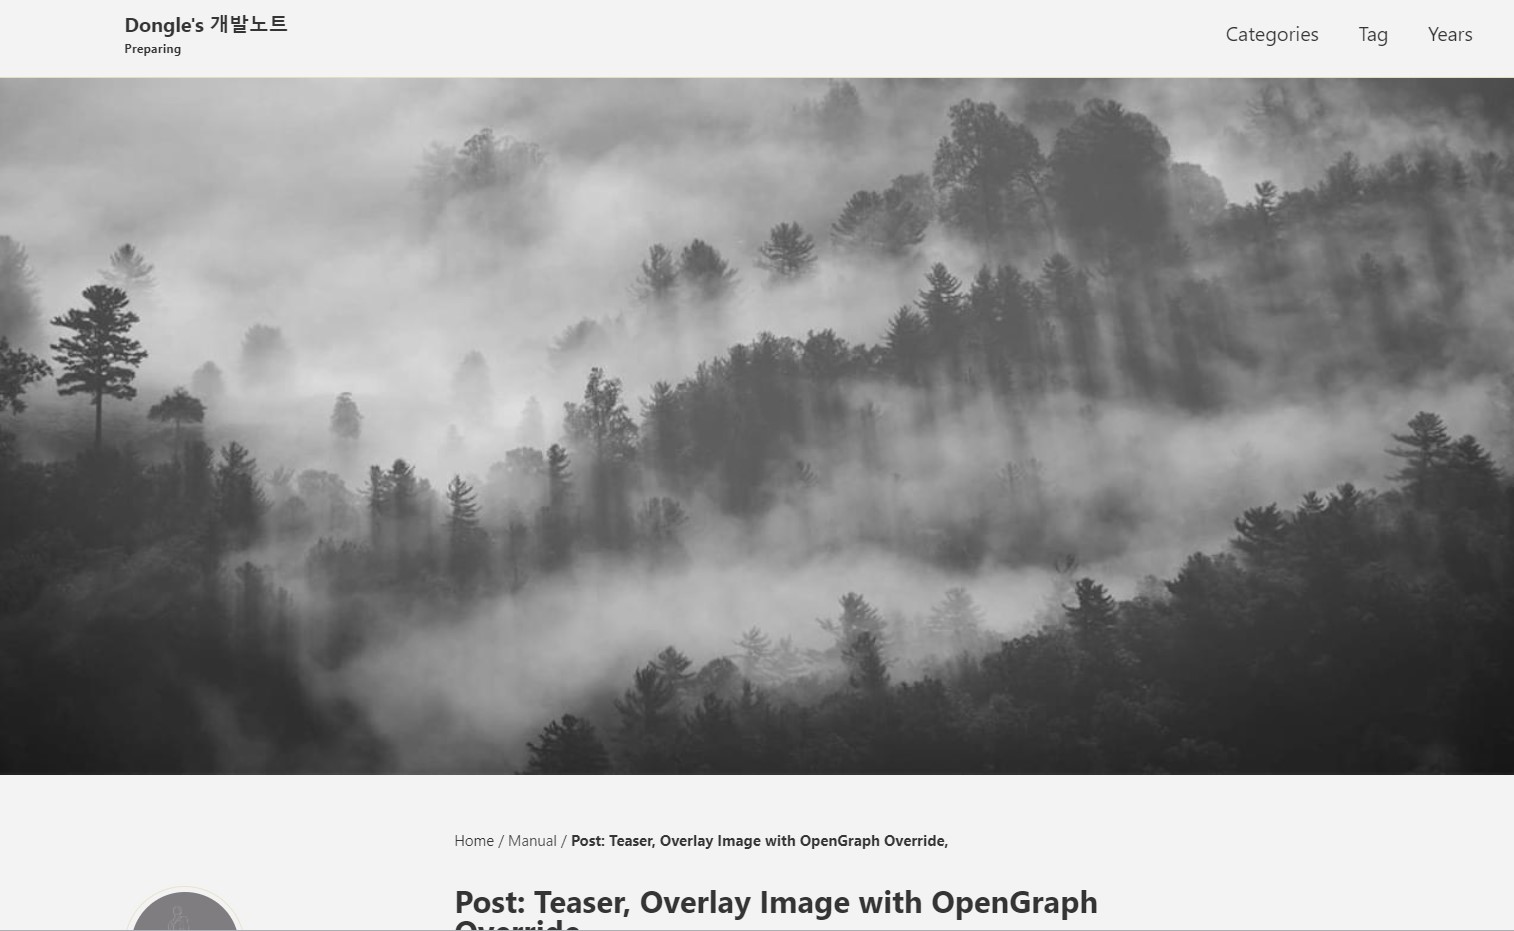 Dongle's 개발노트
Preparing
Categories Tag Years
Home / Manual / Post: Teaser, Overlay Image with OpenGraph Override,
Post: Teaser, Overlay Image with OpenGraph
Override,